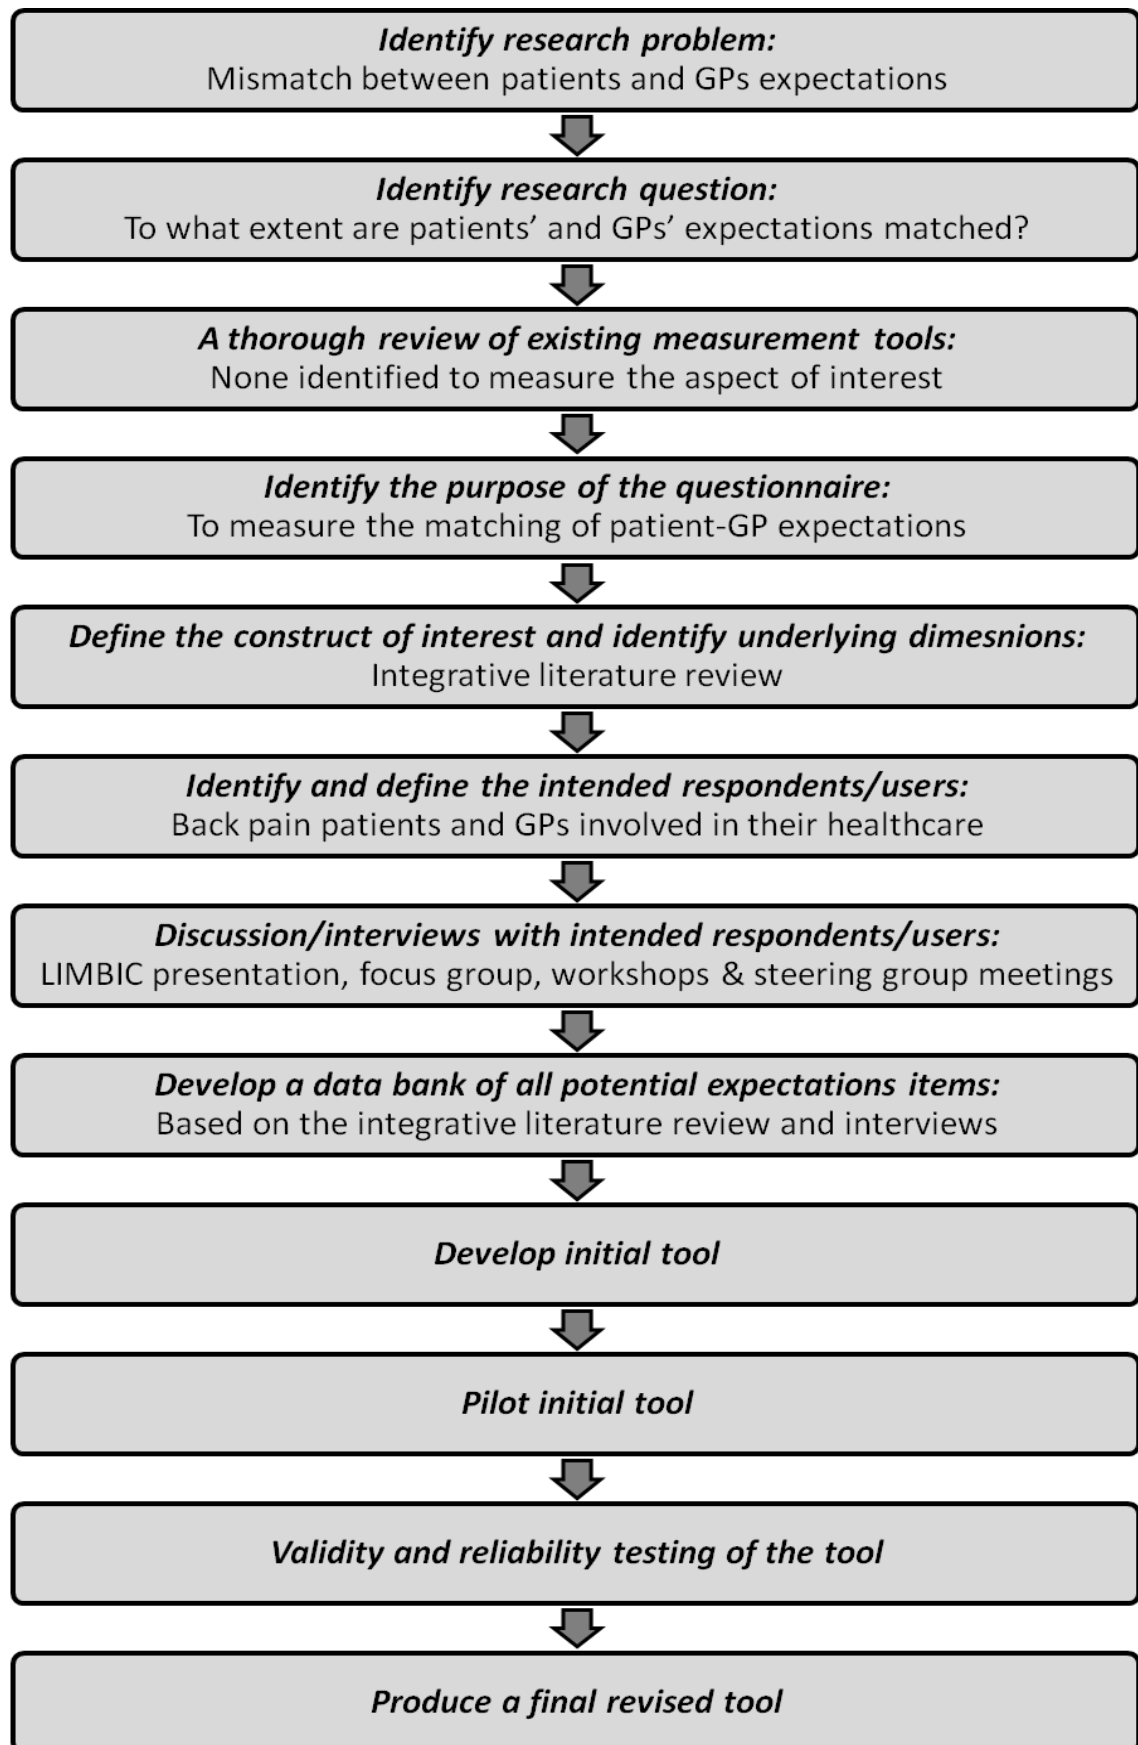 Identify research problem:
Mismatch between patients and GPs expectations
Identify research question:
To what extent are patients’ and GPs’ expectations matched?
A thorough review of existing measurement tools:
None identified to measure the aspect of interest
Identify the purpose of the questionnaire:
To measure the matching of patient-GP expectations
Define the construct of interest and identify underlying dimesnions:
Integrative literature review
Identify and define the intended respondents/users:
Back pain patients and GPs involved in their healthcare
Discussion/interviews with intended respondents/users:
LIMBIC presentation, focus group, workshops & steering group meetings
Develop a data bank of all potential expectations items:
Based on the integrative literature review and interviews
Develop initial tool
Pilot initial tool
Validity and reliability testing of the tool
Produce a final revised tool